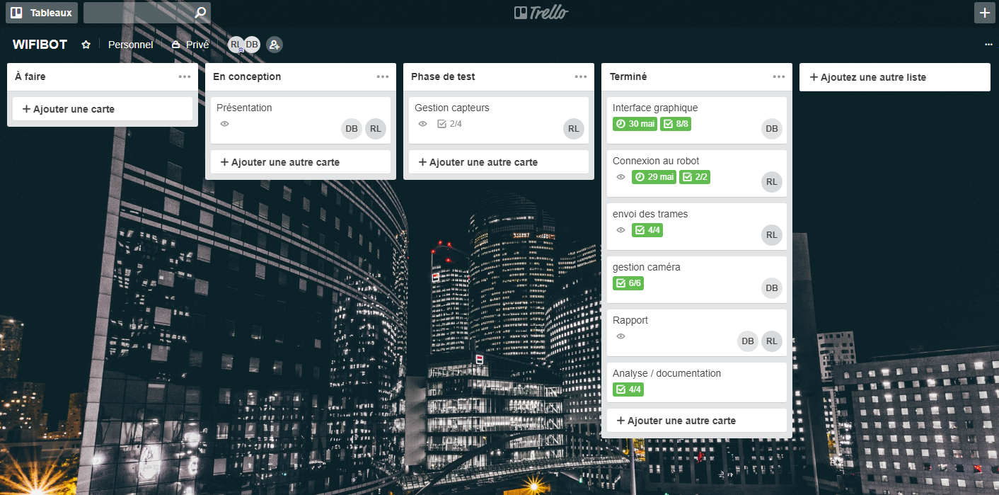 Tableaux
Trello
WIFIBOT
Personnel
Privé
RL
DB
À faire
+ Ajouter une carte
En conception
Présentation
DB
RL
+ Ajouter une autre carte
Phase de test
Gestion capteurs
2/4
RL
+ Ajouter une autre carte
Terminé
Interface graphique
30 mai 8/8
DB
Connexion au robot
29 mai 2/2
RL
envoi des trames
4/4
RL
gestion caméra
6/6
DB
Rapport
DB
RL
Analyse / documentation
4/4
+ Ajouter une autre carte
+ Ajoutez une autre liste